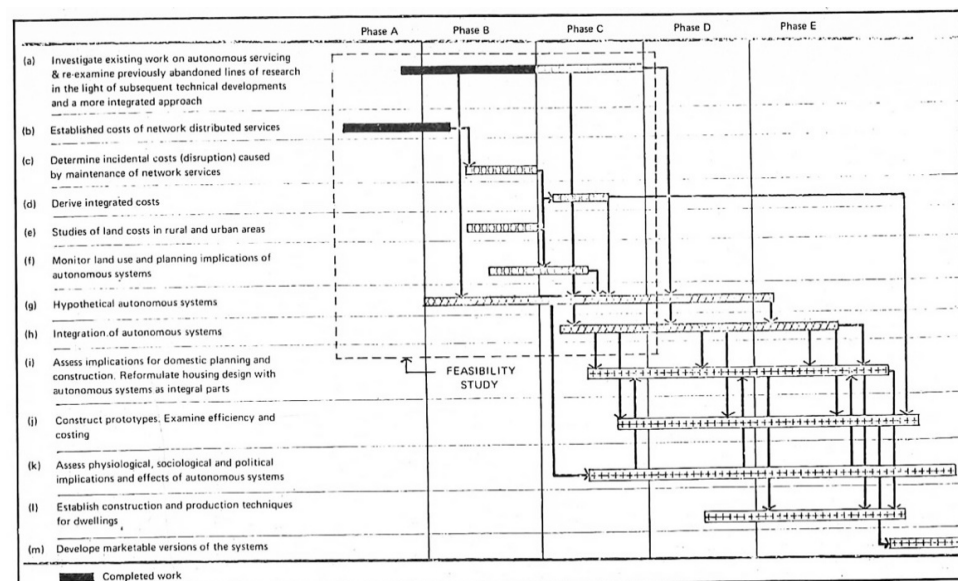 Phase A Phase B Phase C Phase D Phase E
(a) Investigate existing work on autonomous servicing
& re-examine previously abandoned lines of research
in the light of subsequent technical developments
and a more integrated approach
(b) Established costs of network distributed services
(c) Determine incidental costs (disruption) caused
by maintenance of network services
(d) Derive integrated costs
(e) Studies of land costs in rural and urban areas
(f) Monitor land use and planning implications of
autonomous systems
(g) Hypothetical autonomous systems
(h) Integration of autonomous systems
(i) Assess implications for domestic planning and
construction. Reformulate housing design with
autonomous systems as integral parts
FEASIBILITY
STUDY
(j) Construct prototypes. Examine efficiency and
costing
(k) Assess physiological, sociological and political
implications and effects of autonomous systems
(l) Establish construction and production techniques
for dwellings
(m) Develope marketable versions of the systems
Completed work